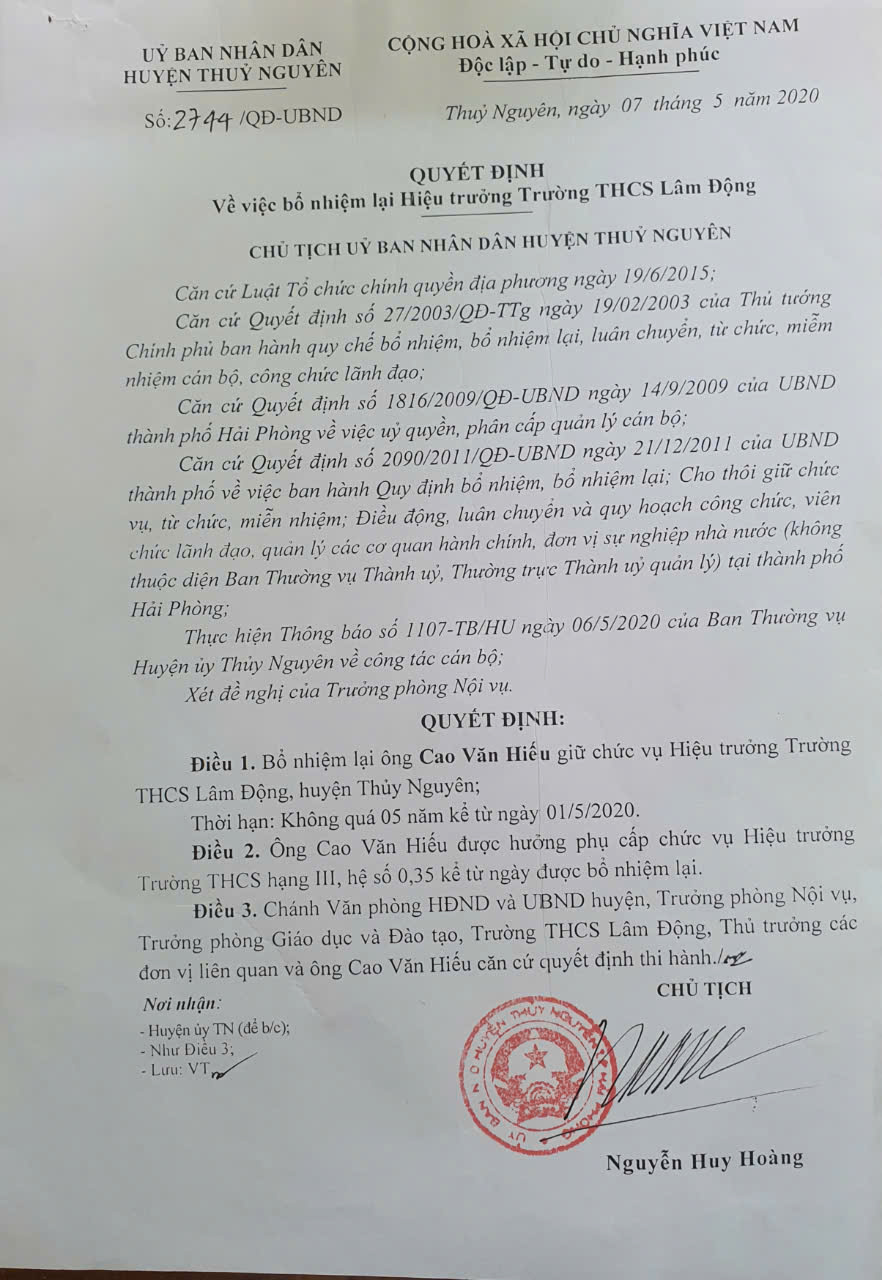 UỶ BAN NHÂN DÂN
HUYỆN THUỶ NGUYÊN
Số:2744/QĐ-UBND
CỘNG HOÀ XÃ HỘI CHỦ NGHĨA VIỆT NAM
Độc lập - Tự do - Hạnh phúc
Thuỷ Nguyên, ngày 07 tháng 5 năm 2020
QUYẾT ĐỊNH
Về việc bổ nhiệm lại Hiệu trưởng Trường THCS Lâm Động
CHỦ TỊCH UỶ BAN NHÂN DÂN HUYỆN THUỶ NGUYÊN
Căn cứ Luật Tổ chức chính quyền địa phương ngày 19/6/2015;
Căn cứ Quyết định số 27/2003/QĐ-TTg ngày 19/02/2003 của Thủ tướng
Chính phủ ban hành quy chế bổ nhiệm, bổ nhiệm lại, luân chuyển, từ chức, miễn
nhiệm cán bộ, công chức lãnh đạo;
Căn cứ Quyết định số 1816/2009/QĐ-UBND ngày 14/9/2009 của UBND
thành phố Hải Phòng về việc uỷ quyền, phân cấp quản lý cán bộ;
Căn cứ Quyết định số 2090/2011/QĐ-UBND ngày 21/12/2011 của UBND
thành phố về việc ban hành Quy định bổ nhiệm, bổ nhiệm lại; Cho thôi giữ chức
vụ, từ chức, miễn nhiệm; Điều động, luân chuyển và quy hoạch công chức, viên
chức lãnh đạo, quản lý các cơ quan hành chính, đơn vị sự nghiệp nhà nước (không
thuộc diện Ban Thường vụ Thành uỷ, Thường trực Thành uỷ quản lý) tại thành phố
Hải Phòng;
Thực hiện Thông báo số 1107-TB/HU ngày 06/5/2020 của Ban Thường vụ
Huyện ủy Thủy Nguyên về công tác cán bộ;
Xét đề nghị của Trưởng phòng Nội vụ.
QUYẾT ĐỊNH:
Điều 1. Bổ nhiệm lại ông Cao Văn Hiếu giữ chức vụ Hiệu trưởng Trường
THCS Lâm Động, huyện Thủy Nguyên;
Thời hạn: Không quá 05 năm kể từ ngày 01/5/2020.
Điều 2. Ông Cao Văn Hiếu được hưởng phụ cấp chức vụ Hiệu trưởng
Trường THCS hạng III, hệ số 0,35 kể từ ngày được bổ nhiệm lại.
Điều 3. Chánh Văn phòng HĐND và UBND huyện, Trưởng phòng Nội vụ,
Trưởng phòng Giáo dục và Đào tạo, Trường THCS Lâm Động, Thủ trưởng các
đơn vị liên quan và ông Cao Văn Hiếu căn cứ quyết định thi hành./
Nơi nhận:
- Huyện ủy TN (để b/c);
- Như Điều 3;
- Lưu: VT
CHỦ TỊCH
ỦY BAN N D HUYỆN THUỶ NGUYÊN TP HẢI PHÒNG
Nguyễn Huy Hoàng